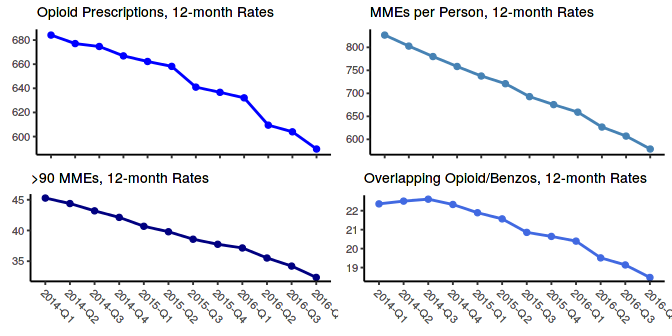 Opioid Prescriptions, 12-month Rates
680
660
640
620
600
MMEs per Person, 12-month Rates
800
750
700
650
600
>90 MMEs, 12-month Rates
45
40
35
2014-Q1
2014-Q2
2014-Q3
2014-Q4
2015-Q1
2015-Q2
2015-Q3
2015-Q4
2016-Q1
2016-Q2
2016-Q3
2016-
Overlapping Opioid/Benzos, 12-month Rates
22
21
20
19
2014-Q1
2014-Q2
2014-Q3
2014-Q4
2015-Q1
2015-Q2
2015-Q3
2015-Q4
2016-Q1
2016-Q2
2016-Q3
2016-